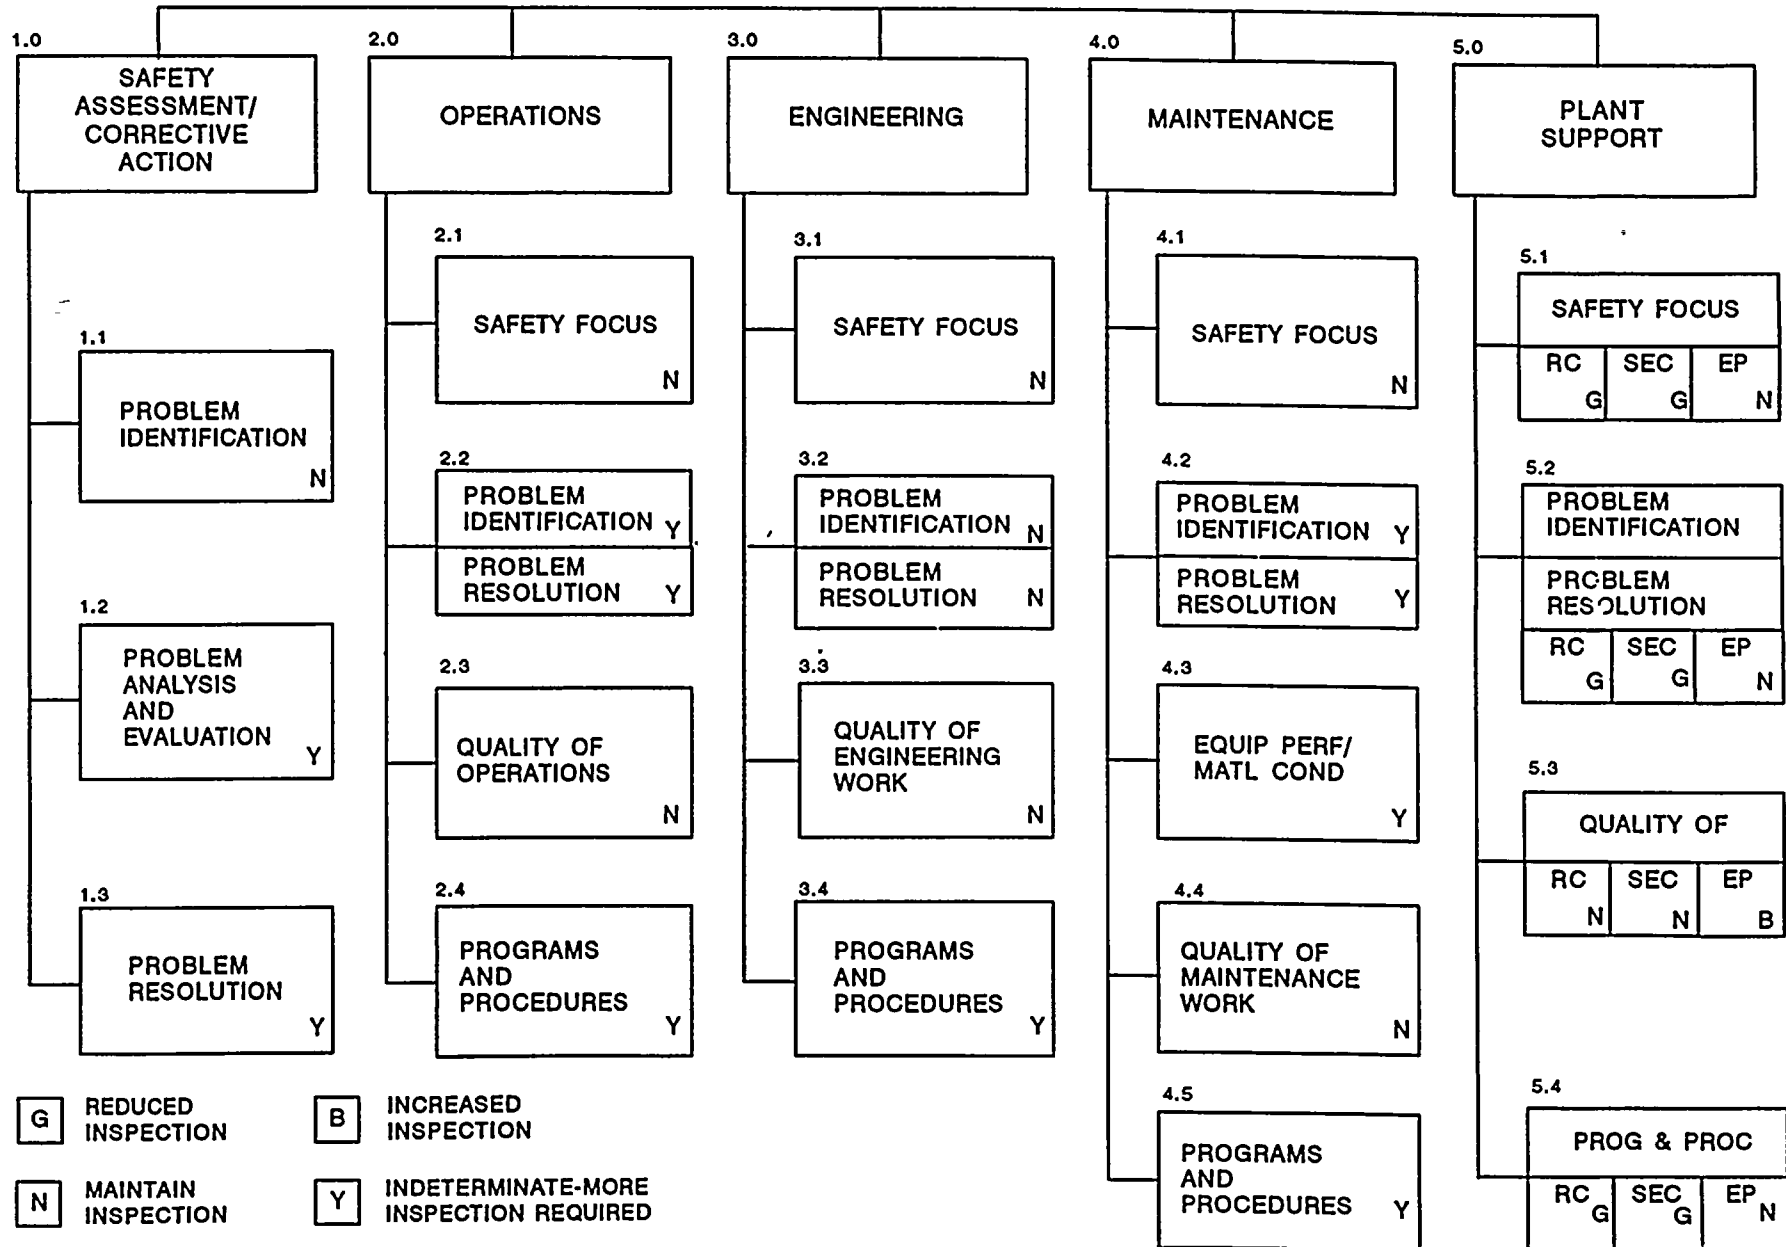 1.0
SAFETY
ASSESSMENT/
CORRECTIVE
ACTION
1.1
PROBLEM
IDENTIFICATION
N
1.2
PROBLEM
ANALYSIS
AND
EVALUATION
Y
1.3
PROBLEM
RESOLUTION
Y
2.0
OPERATIONS
2.1
SAFETY FOCUS
N
2.2
PROBLEM
IDENTIFICATION Y
PROBLEM
RESOLUTION Y
2.3
QUALITY OF
OPERATIONS
N
2.4
PROGRAMS
AND
PROCEDURES
Y
3.0
ENGINEERING
3.1
SAFETY FOCUS
N
3.2
PROBLEM
IDENTIFICATION N
PROBLEM
RESOLUTION N
3.3
QUALITY OF
ENGINEERING
WORK
N
3.4
PROGRAMS
AND
PROCEDURES
Y
4.0
MAINTENANCE
4.1
SAFETY FOCUS
N
4.2
PROBLEM
IDENTIFICATION Y
PROBLEM
RESOLUTION Y
4.3
EQUIP PERF/
MATL COND
Y
4.4
QUALITY OF
MAINTENANCE
WORK
N
4.5
PROGRAMS
AND
PROCEDURES Y
5.0
PLANT
SUPPORT
5.1
SAFETY FOCUS
RC SEC EP
G G N
5.2
PROBLEM
IDENTIFICATION
PROBLEM
RESOLUTION
RC SEC EP
G G N
5.3
QUALITY OF
RC SEC EP
N N B
5.4
PROG & PROC
RC SEC EP
G G N
G REDUCED
INSPECTION
B INCREASED
INSPECTION
N MAINTAIN
INSPECTION
Y INDETERMINATE-MORE
INSPECTION REQUIRED